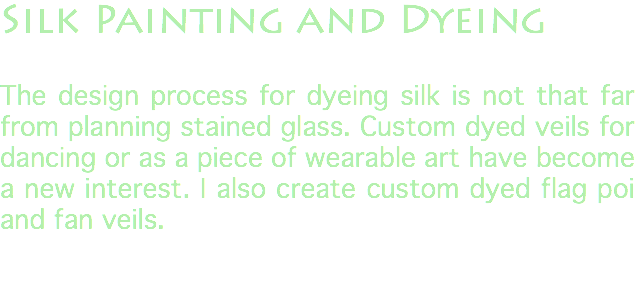 Silk Painting and Dyeing
The design process for dyeing silk is not that far
from planning stained glass. Custom dyed veils for
dancing or as a piece of wearable art have become
a new interest. I also create custom dyed flag poi
and fan veils.